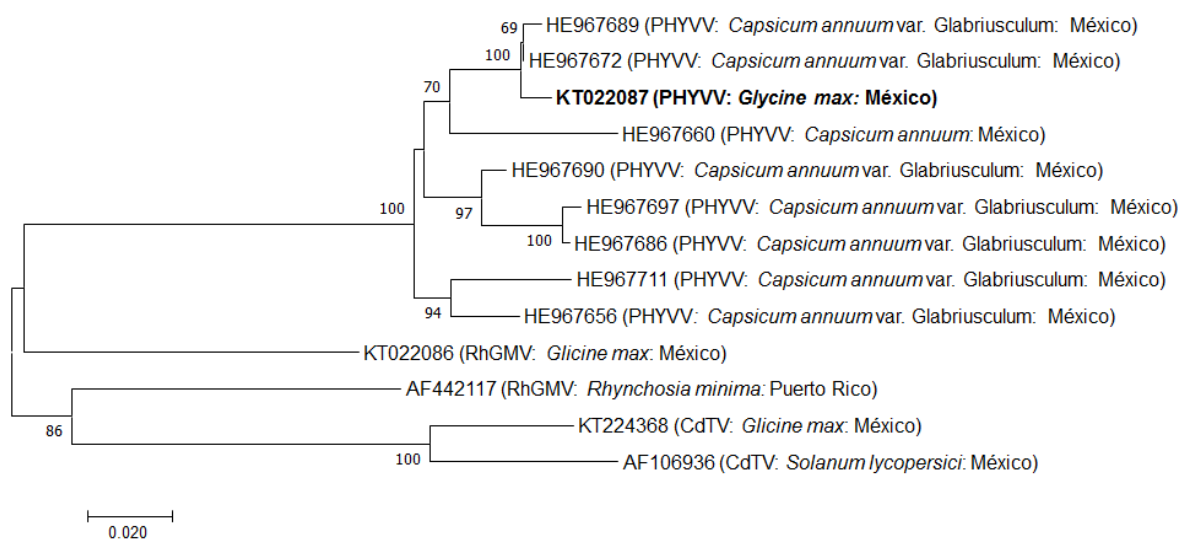 69
HE967689 (PHYVV: Capsicum annuum var. Glabriusculum: México)
100
HE967672 (PHYVV: Capsicum annuum var. Glabriusculum: México)
70
KT022087 (PHYVV: Glycine max: México)
HE967660 (PHYVV: Capsicum annuum: México)
HE967690 (PHYVV: Capsicum annuum var. Glabriusculum: México)
100
97
HE967697 (PHYVV: Capsicum annuum var. Glabriusculum: México)
100
HE967686 (PHYVV: Capsicum annuum var. Glabriusculum: México)
HE967711 (PHYVV: Capsicum annuum var. Glabriusculum: México)
94
HE967656 (PHYVV: Capsicum annuum var. Glabriusculum: México)
KT022086 (RhGMV: Glicine max: México)
AF442117 (RhGMV: Rhynchosia minima: Puerto Rico)
86
KT224368 (CdTV: Glicine max: México)
100
AF106936 (CdTV: Solanum lycopersici: México)
0.020